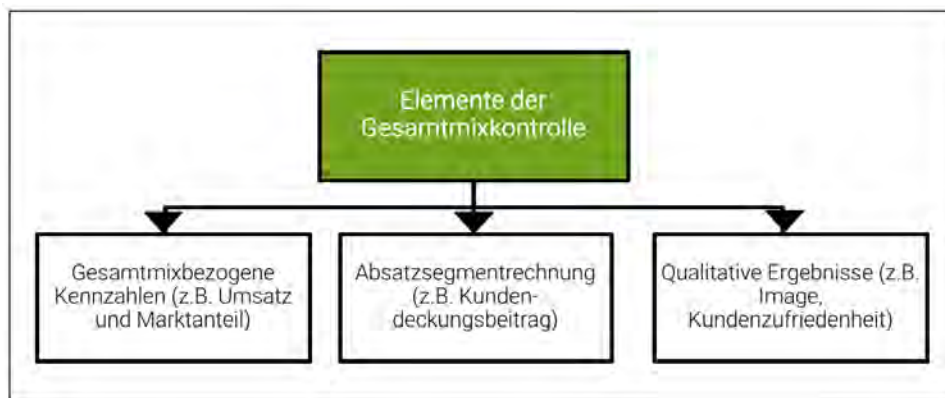 Elemente der
Gesamtmixkontrolle
Gesamtmixbezogene
Kennzahlen (z.B. Umsatz
und Marktanteil)
Absatzsegmentrechnung
(z.B. Kunden-
deckungsbeitrag)
Qualitative Ergebnisse (z.B.
Image,
Kundenzufriedenheit)